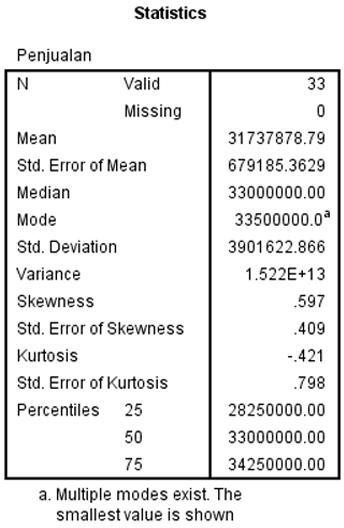 Statistics
Penjualan
N Valid 33
Missing 0
Mean 31737878.79
Std. Error of Mean 679185.3629
Median 33000000.00
Mode 33500000.0a
Std. Deviation 3901622.866
Variance 1.522E+13
Skewness .597
Std. Error of Skewness .409
Kurtosis -.421
Std. Error of Kurtosis .798
Percentiles 25 28250000.00
50 33000000.00
75 34250000.00
a. Multiple modes exist. The
smallest value is shown